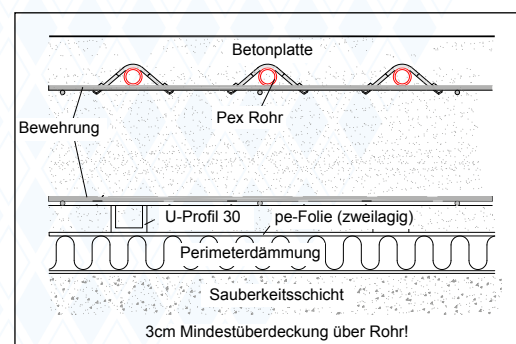 Betonplatte
Pex Rohr
Bewehrung
U-Profil 30
pe-Folie (zweilagig)
Perimeterdämmung
Sauberkeitsschicht
3cm Mindestüberdeckung über Rohr!